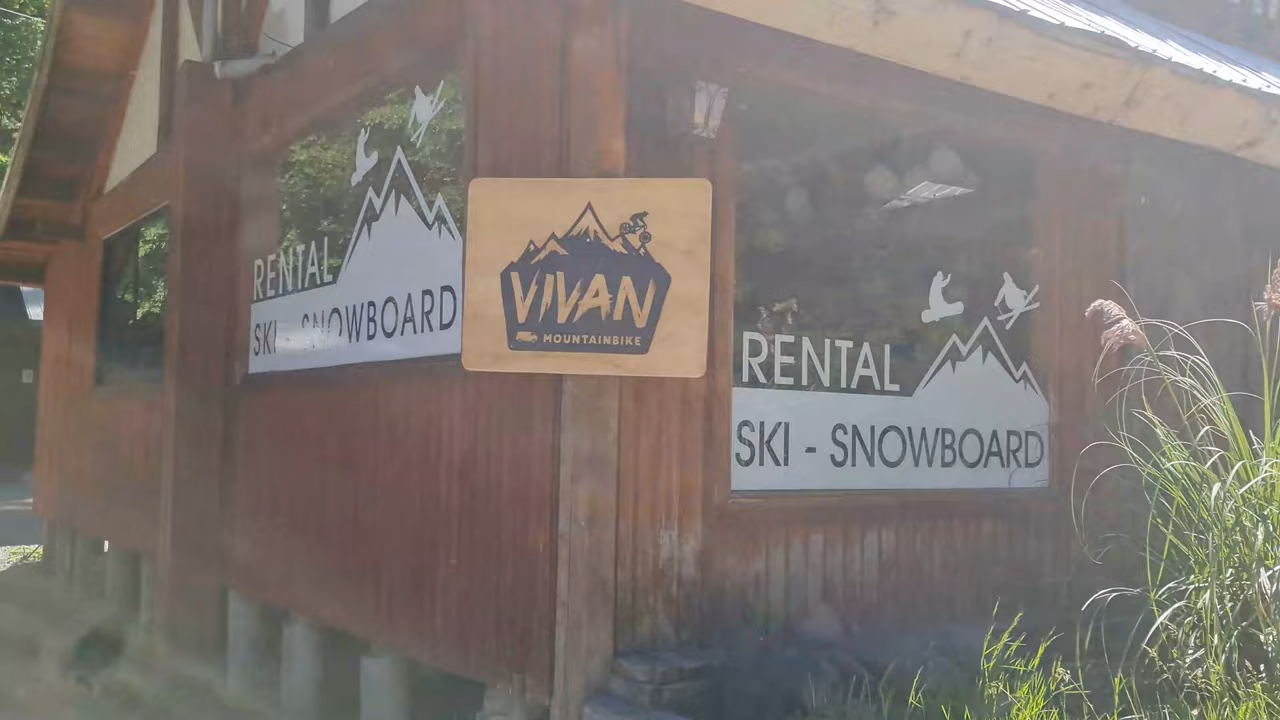 RENTAL
SKI - SNOWBOARD
VIVAN
MOUNTAINBIKE
RENTAL
SKI - SNOWBOARD